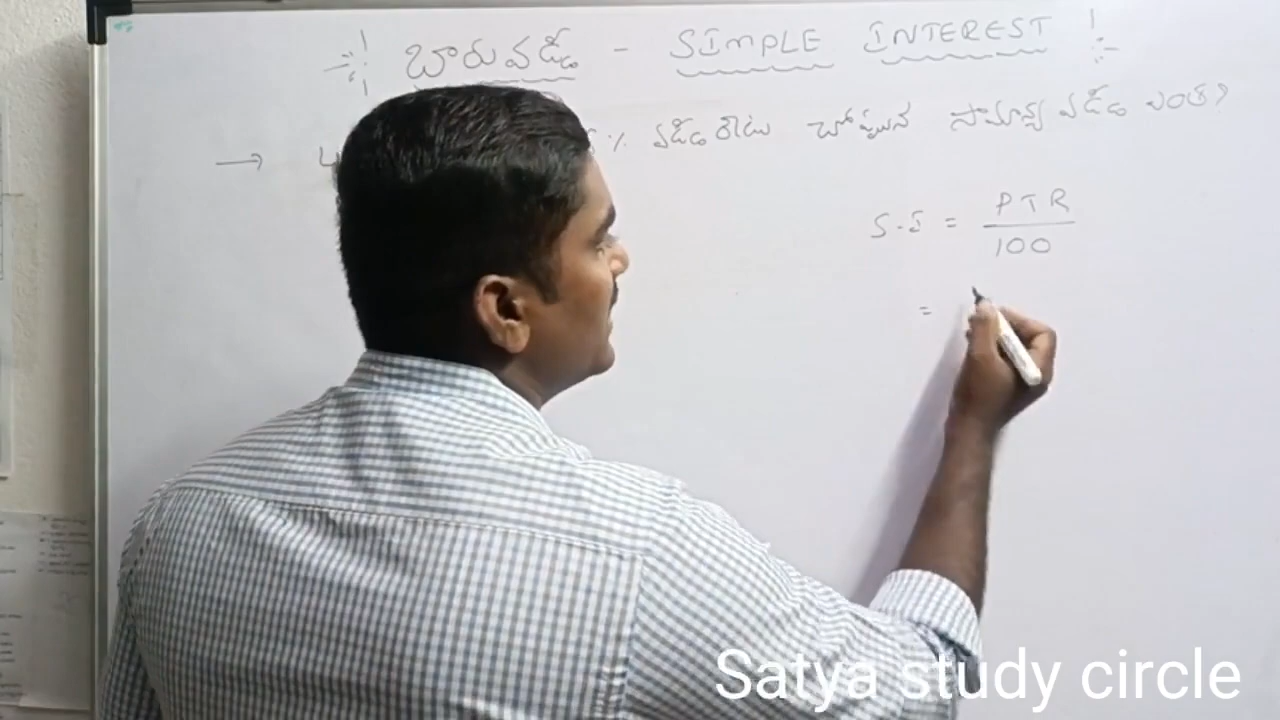 బారువడ్డీ - SIMPLE INTEREST
→ % వడ్డీ రేటు చొప్పున సామాన్య వడ్డీ ఎంత?
S.I = PTR / 100
=
Satya study circle